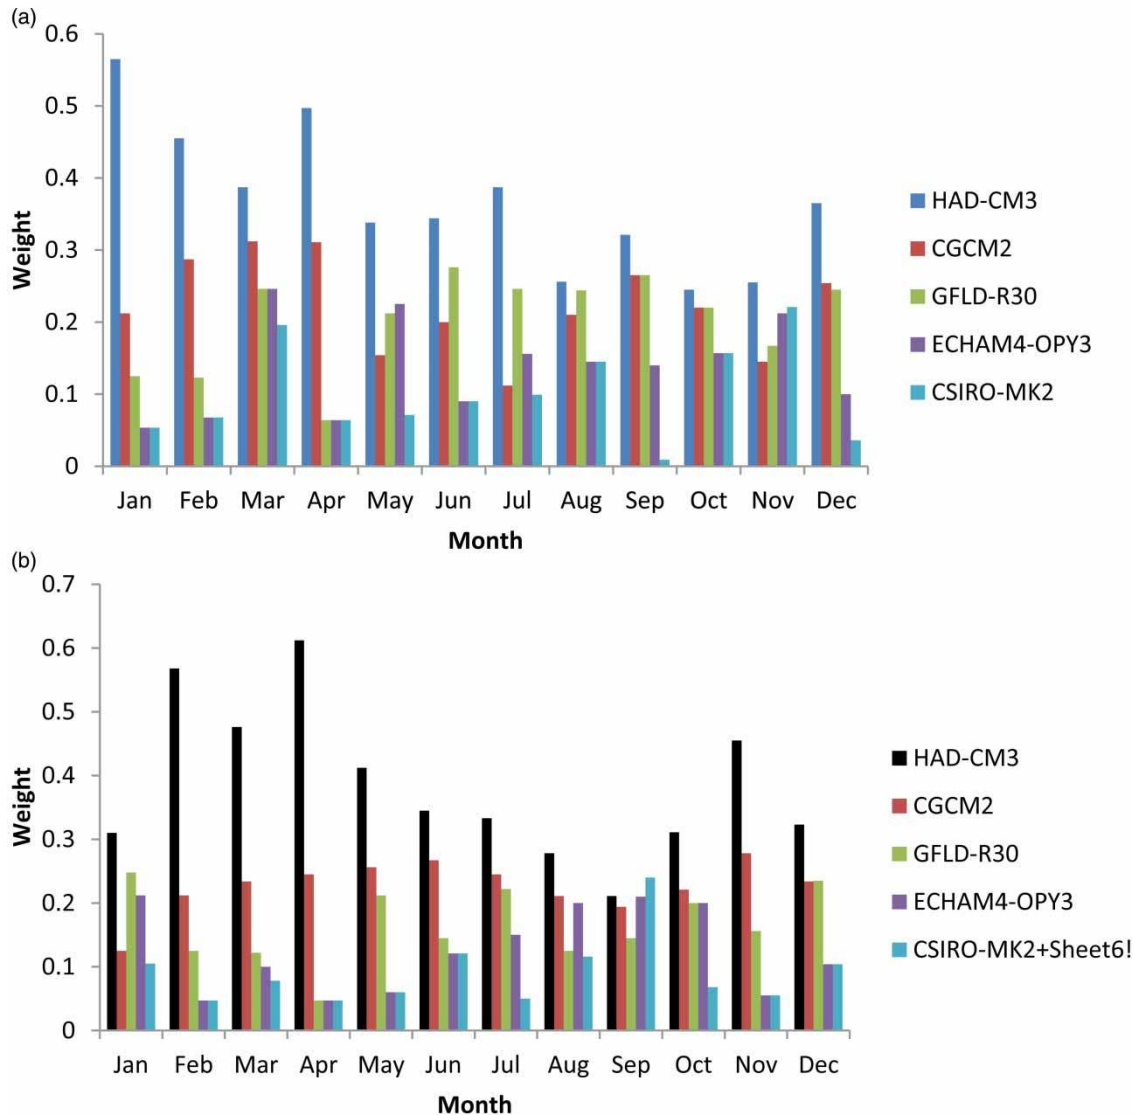 (a)
0.6
0.5
0.4
0.3
0.2
0.1
0
Weight
Jan Feb Mar Apr May Jun Jul Aug Sep Oct Nov Dec
Month
HAD-CM3
CGCM2
GFLD-R30
ECHAM4-OPY3
CSIRO-MK2
(b)
0.7
0.6
0.5
0.4
0.3
0.2
0.1
0
Weight
Jan Feb Mar Apr May Jun Jul Aug Sep Oct Nov Dec
Month
HAD-CM3
CGCM2
GFLD-R30
ECHAM4-OPY3
CSIRO-MK2+Sheet6!